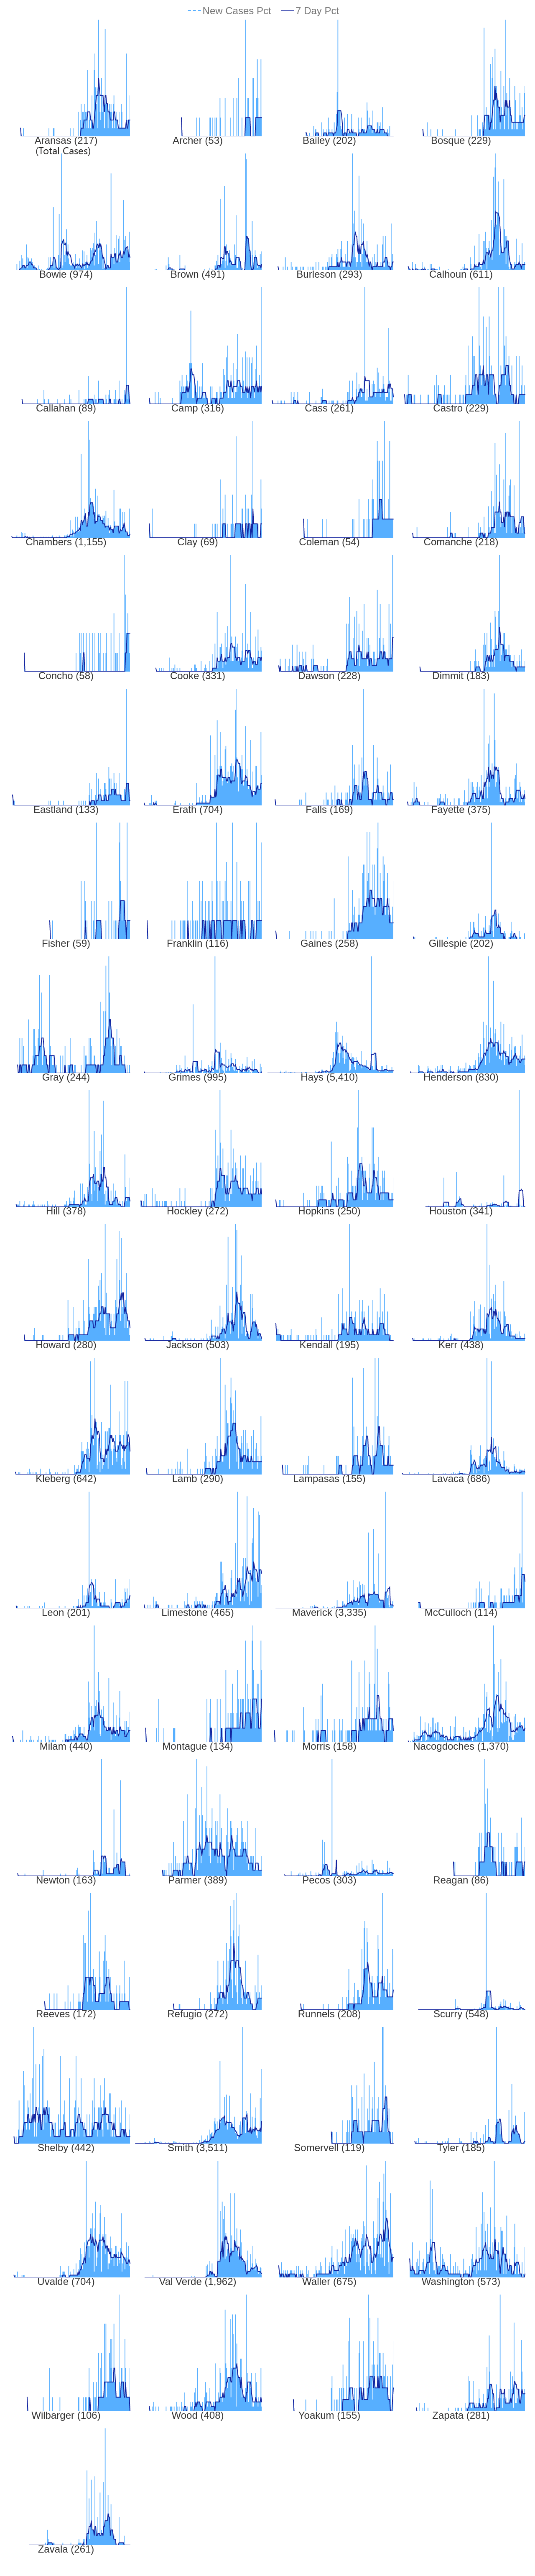 New Cases Pct 7 Day Pct
Aransas (217) Archer (53) Bailey (202) Bosque (229)
(Total Cases)
Bowie (974) Brown (491) Burleson (293) Calhoun (611)
Callahan (89) Camp (316) Cass (261) Castro (229)
Chambers (1,155) Clay (69) Coleman (54) Comanche (218)
Concho (58) Cooke (331) Dawson (228) Dimmit (183)
Eastland (133) Erath (704) Falls (169) Fayette (375)
Fisher (59) Franklin (116) Gaines (258) Gillespie (202)
Gray (244) Grimes (995) Hays (5,410) Henderson (830)
Hill (378) Hockley (272) Hopkins (250) Houston (341)
Howard (280) Jackson (503) Kendall (195) Kerr (438)
Kleberg (642) Lamb (290) Lampasas (155) Lavaca (686)
Leon (201) Limestone (465) Maverick (3,335) McCulloch (114)
Milam (440) Montague (134) Morris (158) Nacogdoches (1,370)
Newton (163) Parmer (389) Pecos (303) Reagan (86)
Reeves (172) Refugio (272) Runnels (208) Scurry (548)
Shelby (442) Smith (3,511) Somervell (119) Tyler (185)
Uvalde (704) Val Verde (1,962) Waller (675) Washington (573)
Wilbarger (106) Wood (408) Yoakum (155) Zapata (281)
Zavala (261)